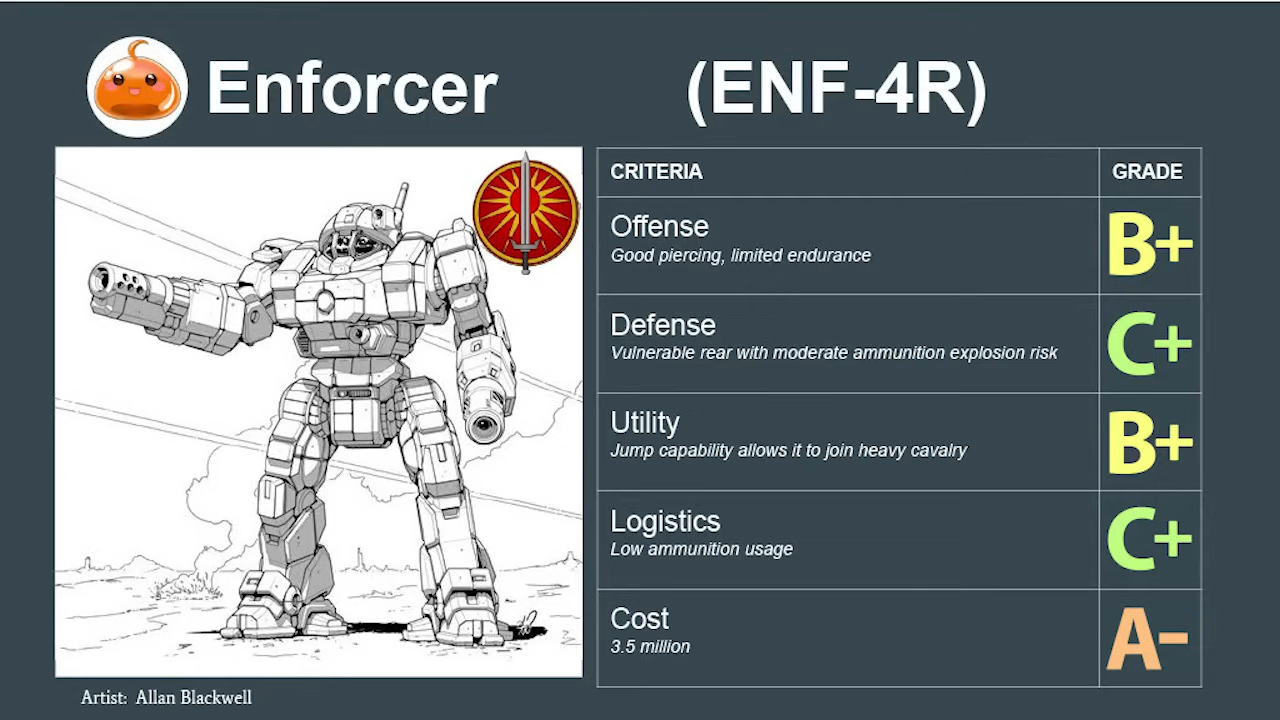 Enforcer (ENF-4R)
CRITERIA GRADE
Offense
Good piercing, limited endurance
B+
Defense
Vulnerable rear with moderate ammunition explosion risk
C+
Utility
Jump capability allows it to join heavy cavalry
B+
Logistics
Low ammunition usage
C+
Cost
3.5 million
A-
Artist: Allan Blackwell